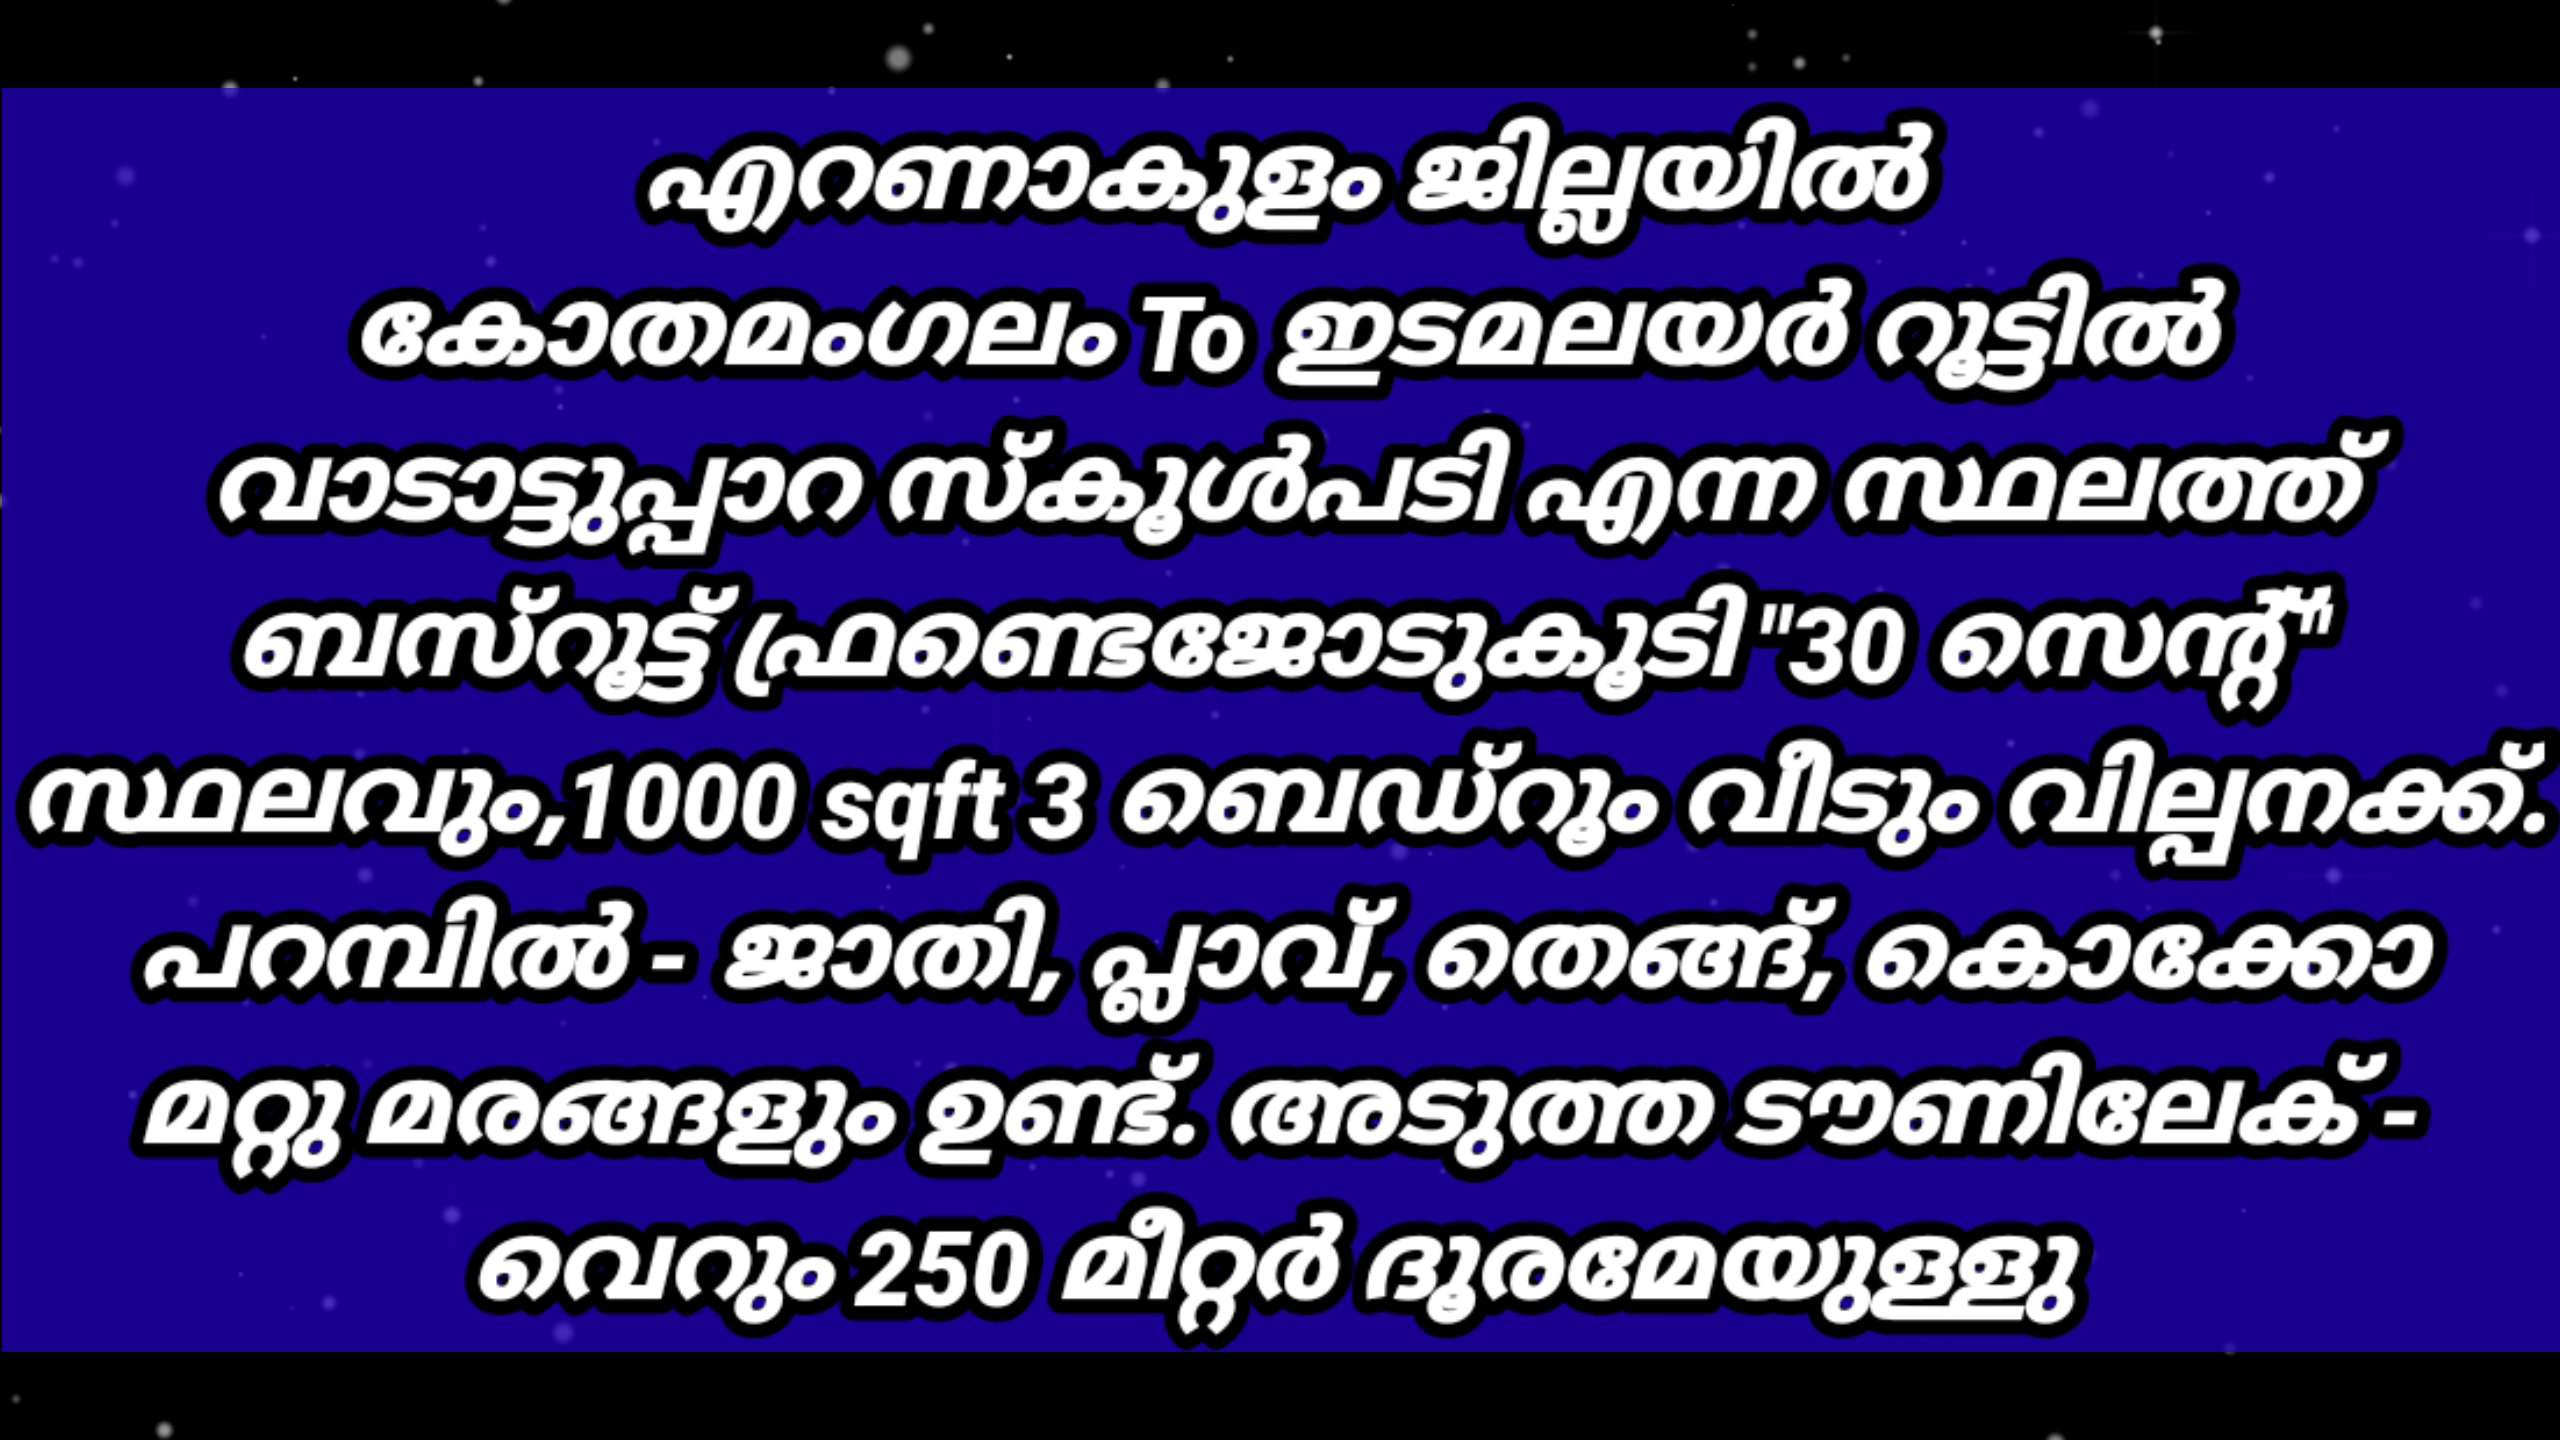 എറണാകുളം ജില്ലയിൽ
കോതമംഗലം To ഇടമലയർ റൂട്ടിൽ
വാടാട്ടുപ്പാറ സ്കൂൾപടി എന്ന സ്ഥലത്ത്
ബസ്റൂട്ട് ഫ്രണ്ടെജോടുകൂടി "30 സെന്റ്"
സ്ഥലവും,1000 sqft 3 ബെഡ്റൂം വീടും വില്പനക്ക്.
പറമ്പിൽ - ജാതി, പ്ലാവ്, തെങ്ങ്, കൊക്കോ
മറ്റു മരങ്ങളും ഉണ്ട്. അടുത്ത ടൗണിലേക് -
വെറും 250 മീറ്റർ ദൂരമേയുള്ളു